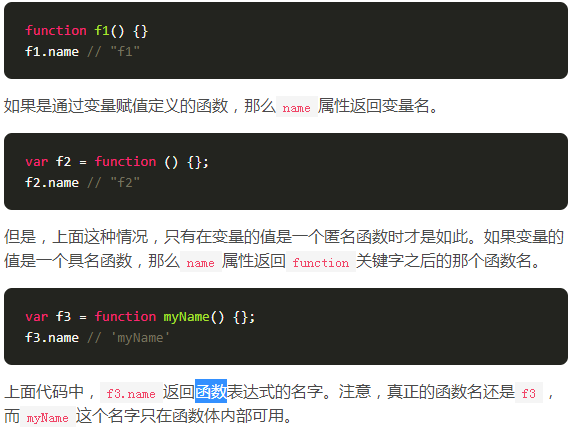 function f1() {}
f1.name // "f1"
如果是通过变量赋值定义的函数，那么 name 属性返回变量名。
var f2 = function () {};
f2.name // "f2"
但是，上面这种情况，只有在变量的值是一个匿名函数时才是如此。如果变量的
值是一个具名函数，那么 name 属性返回 function 关键字之后的那个函数名。
var f3 = function myName() {};
f3.name // 'myName'
上面代码中， f3.name 返回函数表达式的名字。注意，真正的函数名还是 f3 ，
而 myName 这个名字只在函数体内部可用。